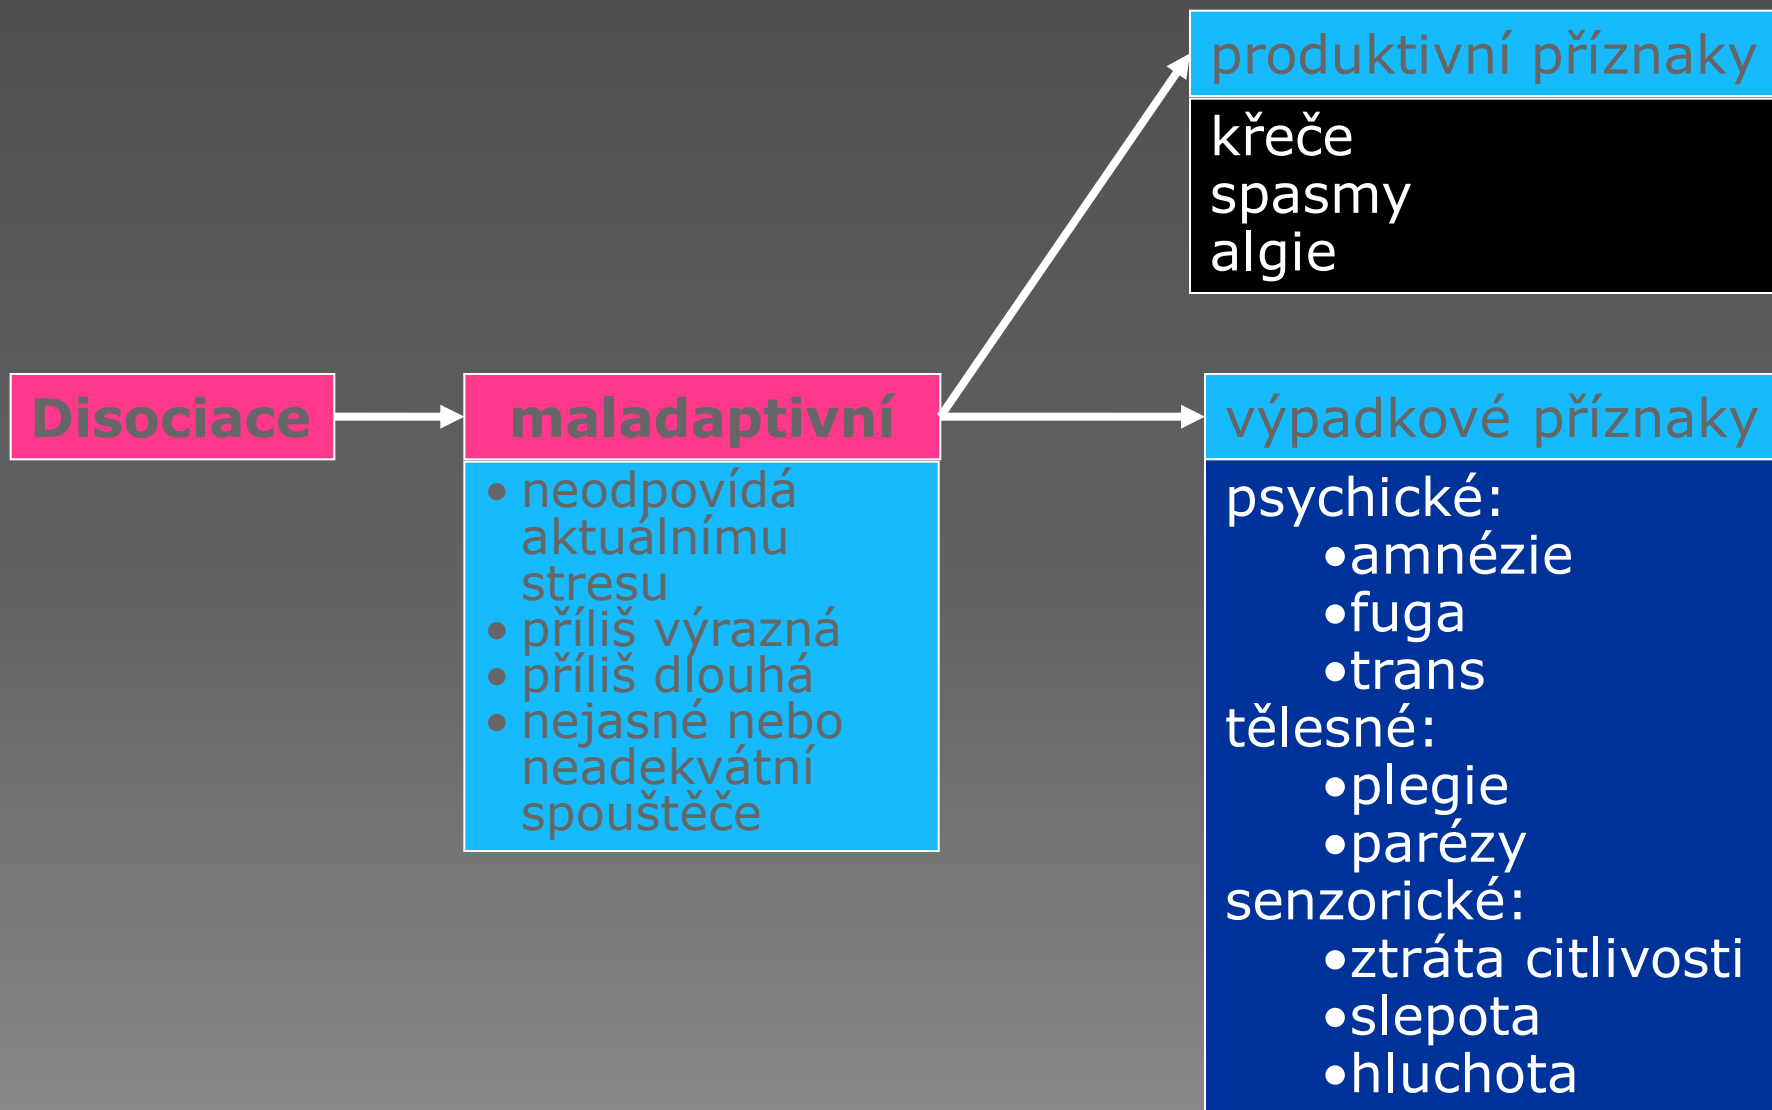 produktivní příznaky
křeče
spasmy
algie
Disociace
maladaptivní
• neodpovídá
aktuálnímu
stresu
• příliš výrazná
• příliš dlouhá
• nejasné nebo
neadekvátní
spouštěče
výpadkové příznaky
psychické:
•amnézie
•fuga
•trans
tělesné:
•plegie
•parézy
senzorické:
•ztráta citlivosti
•slepota
•hluchota